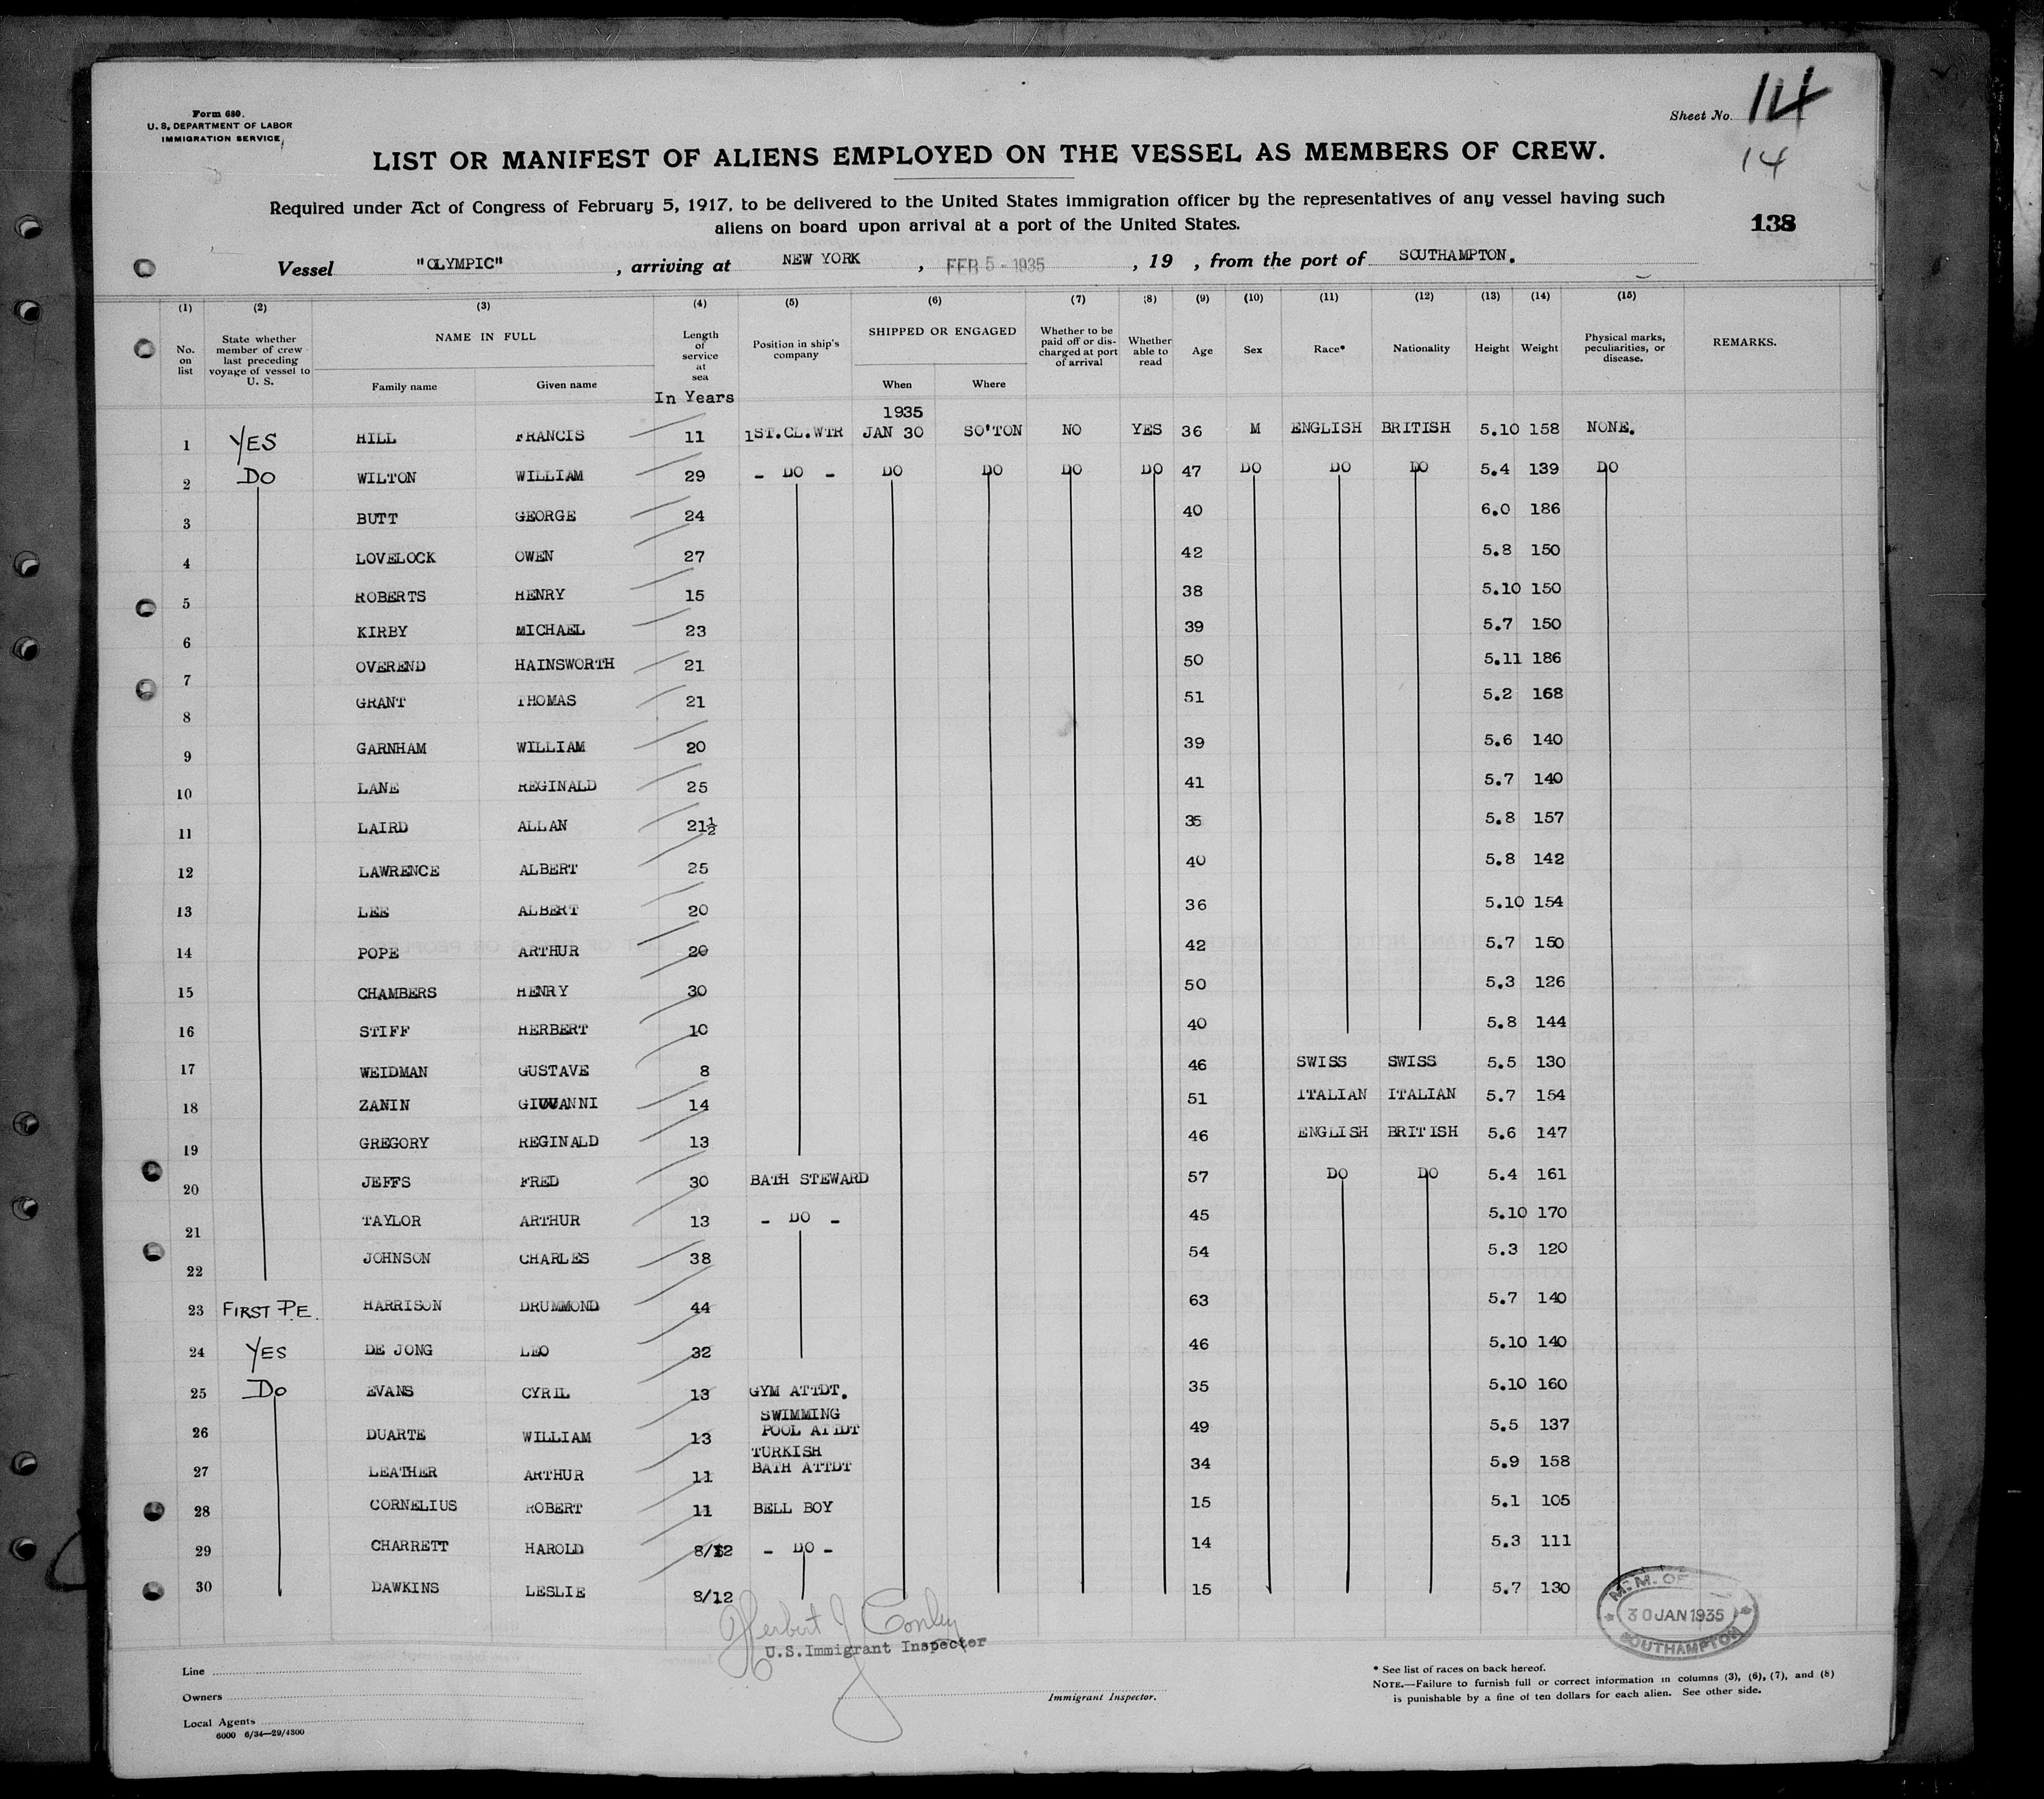 Form 680.
U. S. DEPARTMENT OF LABOR
IMMIGRATION SERVICE
Sheet No. 14
14
LIST OR MANIFEST OF ALIENS EMPLOYED ON THE VESSEL AS MEMBERS OF CREW.
Required under Act of Congress of February 5, 1917, to be delivered to the United States immigration officer by the representatives of any vessel having such
aliens on board upon arrival at a port of the United States.
138
Vessel "OLYMPIC", arriving at NEW YORK, FEB 5 - 1935, 19 , from the port of SOUTHAMPTON.
(1) (2) (3) (4) (5) (6) (7) (8) (9) (10) (11) (12) (13) (14) (15)
No. on list
State whether member of crew last preceding voyage of vessel to U. S.
NAME IN FULL
Family name Given name
Length of service at sea
In Years
Position in ship's company
SHIPPED OR ENGAGED
When Where
Whether to be paid off or discharged at port of arrival
Whether able to read
Age Sex Race* Nationality Height Weight
Physical marks, peculiarities, or disease.
REMARKS.
1935
1 YES HILL FRANCIS 11 1ST.CL.WTR JAN 30 SO'TON NO YES 36 M ENGLISH BRITISH 5.10 158 NONE.
2 DO WILTON WILLIAM 29 - DO - DO DO DO DO 47 DO DO DO 5.4 139 DO
3 BUTT GEORGE 24 40 6.0 186
4 LOVELOCK OWEN 27 42 5.8 150
5 ROBERTS HENRY 15 38 5.10 150
6 KIRBY MICHAEL 23 39 5.7 150
7 OVEREND HAINSWORTH 21 50 5.11 186
8 GRANT THOMAS 21 51 5.2 168
9 GARNHAM WILLIAM 20 39 5.6 140
10 LANE REGINALD 25 41 5.7 140
11 LAIRD ALLAN 21½ 35 5.8 157
12 LAWRENCE ALBERT 25 40 5.8 142
13 LEE ALBERT 20 36 5.10 154
14 POPE ARTHUR 20 42 5.7 150
15 CHAMBERS HENRY 30 50 5.3 126
16 STIFF HERBERT 10 40 5.8 144
17 WEIDMAN GUSTAVE 8 46 SWISS SWISS 5.5 130
18 ZANIN GIOVANNI 14 51 ITALIAN ITALIAN 5.7 154
19 GREGORY REGINALD 13 46 ENGLISH BRITISH 5.6 147
20 JEFFS FRED 30 BATH STEWARD 57 DO DO 5.4 161
21 TAYLOR ARTHUR 13 - DO - 45 5.10 170
22 JOHNSON CHARLES 38 54 5.3 120
23 FIRST P.E. HARRISON DRUMMOND 44 63 5.7 140
24 YES DE JONG LEO 32 46 5.10 140
25 DO EVANS CYRIL 13 GYM ATTDT. 35 5.10 160
26 DUARTE WILLIAM 13 SWIMMING POOL ATTDT 49 5.5 137
27 LEATHER ARTHUR 11 TURKISH BATH ATTDT 34 5.9 158
28 CORNELIUS ROBERT 11 BELL BOY 15 5.1 105
29 CHARRETT HAROLD 8/12 - DO - 14 5.3 111
30 DAWKINS LESLIE 8/12 15 5.7 130
Herbert J Conley
U.S.Immigrant Inspector
Immigrant Inspector.
M. M. OF
30 JAN 1935
SOUTHAMPTON
Line
Owners
Local Agents
6000 6/34—29/4300
* See list of races on back hereof.
NOTE.—Failure to furnish full or correct information in columns (3), (6), (7), and (8)
is punishable by a fine of ten dollars for each alien. See other side.